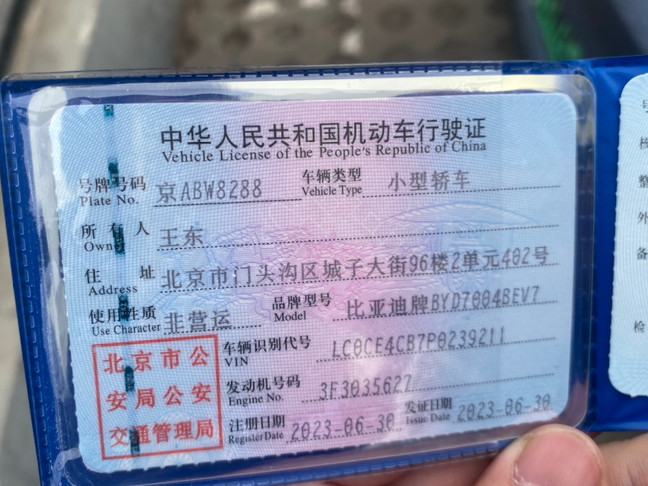 中华人民共和国机动车行驶证
Vehicle License of the People's Republic of China
号牌号码 京ABW8288 车辆类型 小型轿车
Plate No. Vehicle Type
所有人 王东
Owner
住址 北京市门头沟区城子大街96楼2单元402号
Address
使用性质 非营运 品牌型号 比亚迪牌BYD7004BEV7
Use Character Model
北京市公
安局公安
交通管理局
车辆识别代号 LC0CE4CB7P0239211
VIN
发动机号码 3F3035627
Engine No.
注册日期 2023-06-30 发证日期 2023-06-30
Register Date Issue Date
号
核
整
外
备
检